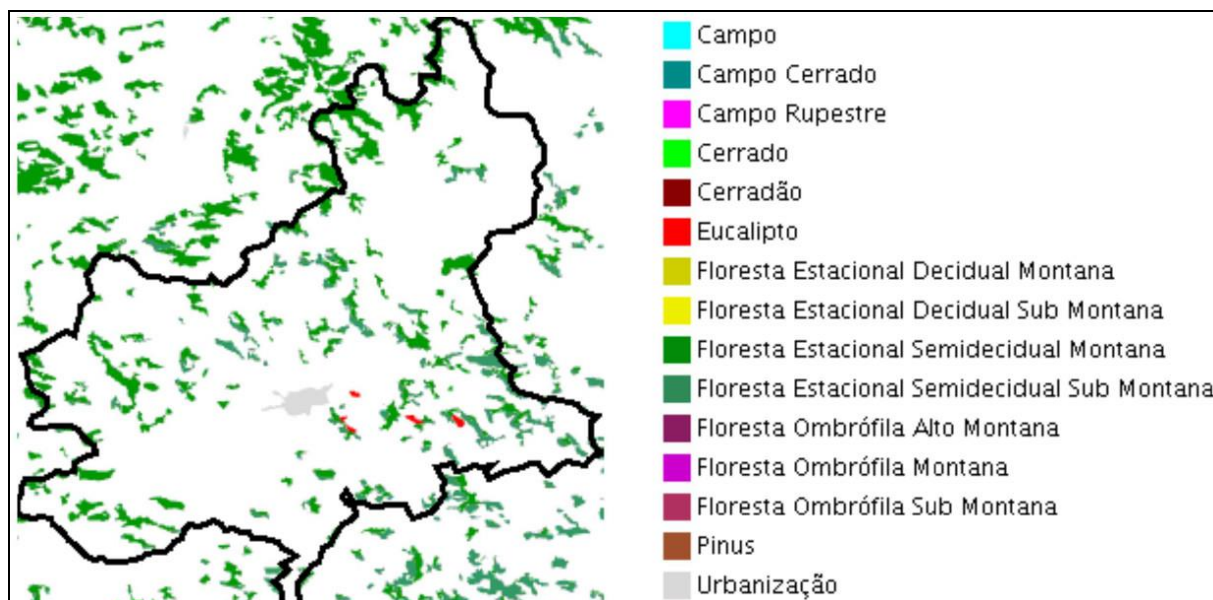 Campo
Campo Cerrado
Campo Rupestre
Cerrado
Cerradão
Eucalipto
Floresta Estacional Decidual Montana
Floresta Estacional Decidual Sub Montana
Floresta Estacional Semidecidual Montana
Floresta Estacional Semidecidual Sub Montana
Floresta Ombrófila Alto Montana
Floresta Ombrófila Montana
Floresta Ombrófila Sub Montana
Pinus
Urbanização